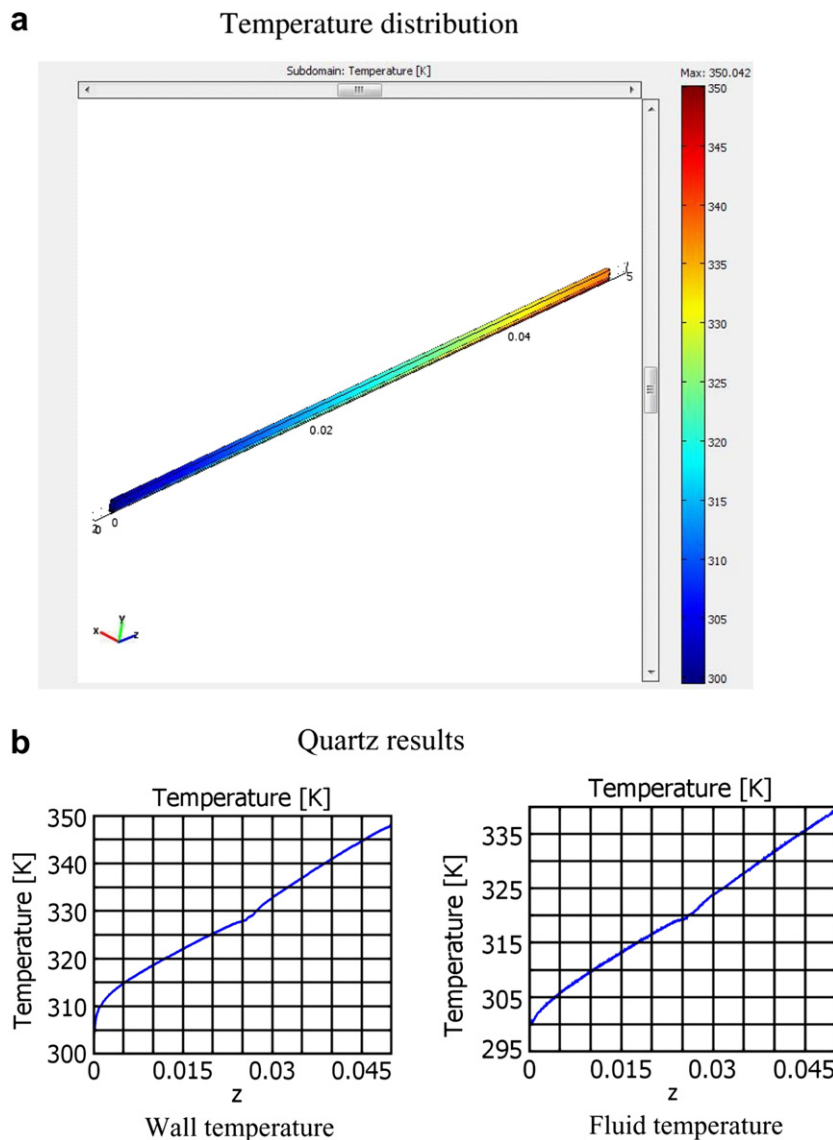 a
Temperature distribution
Subdomain: Temperature [K]
Max: 350.042
350
345
340
335
330
325
320
315
310
305
300
5
0.04
0.02
0
0
x
y
z
b
Quartz results
Temperature [K]
350
340
330
320
310
300
Temperature [K]
0 0.015 0.03 0.045
z
Wall temperature
Temperature [K]
335
325
315
305
295
Temperature [K]
0 0.015 0.03 0.045
z
Fluid temperature